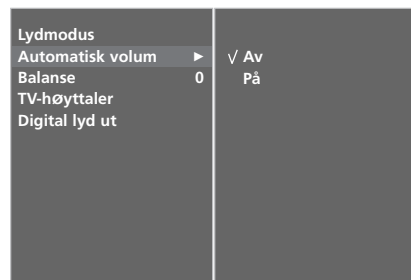 Lydmodus
Automatisk volum ►
√ Av
Balanse 0
På
TV-høyttaler
Digital lyd ut